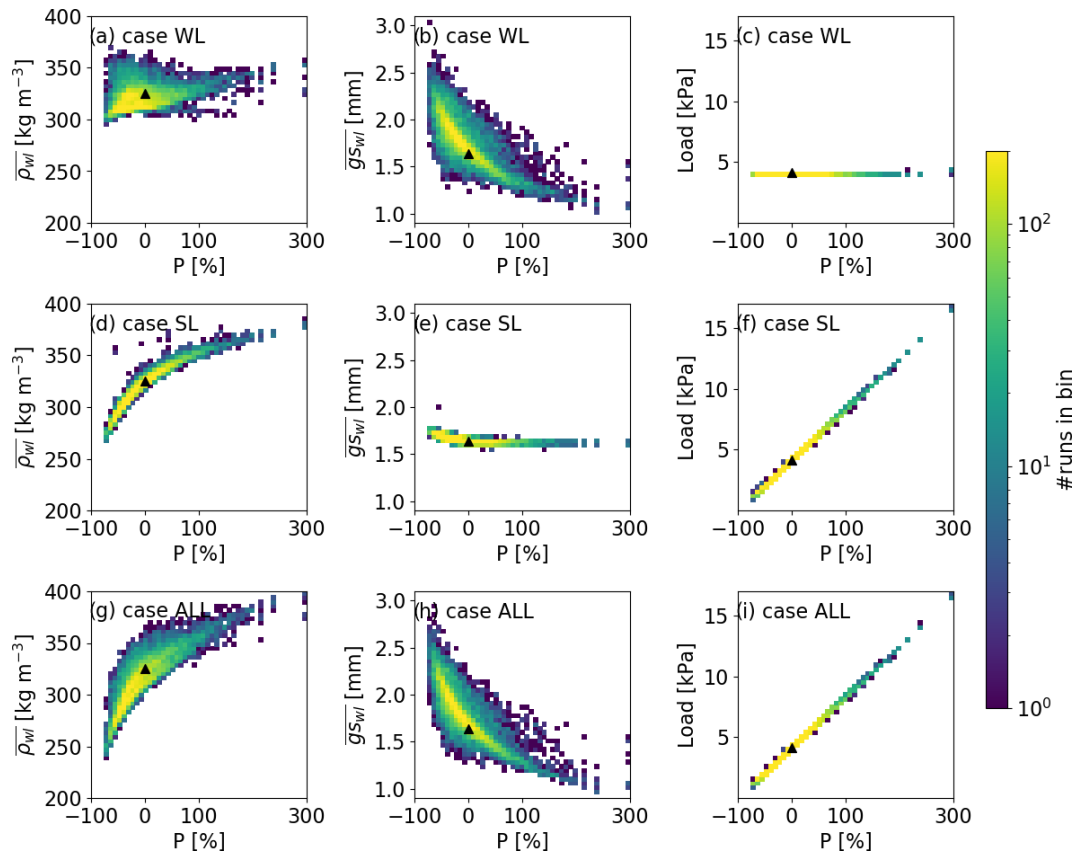 (a) case WL
400
350
300
250
200
−100
0
100
300
P [%]
ρwl [kg m−3]
(b) case WL
3.0
2.5
2.0
1.5
1.0
−100
0
100
300
P [%]
gswl [mm]
(c) case WL
15
10
5
−100
0
100
300
P [%]
Load [kPa]
(d) case SL
400
350
300
250
200
−100
0
100
300
P [%]
ρwl [kg m−3]
(e) case SL
3.0
2.5
2.0
1.5
1.0
−100
0
100
300
P [%]
gswl [mm]
(f) case SL
15
10
5
−100
0
100
300
P [%]
Load [kPa]
(g) case ALL
400
350
300
250
200
−100
0
100
300
P [%]
ρwl [kg m−3]
(h) case ALL
3.0
2.5
2.0
1.5
1.0
−100
0
100
300
P [%]
gswl [mm]
(i) case ALL
15
10
5
−100
0
100
300
P [%]
Load [kPa]
10²
10¹
10⁰
#runs in bin